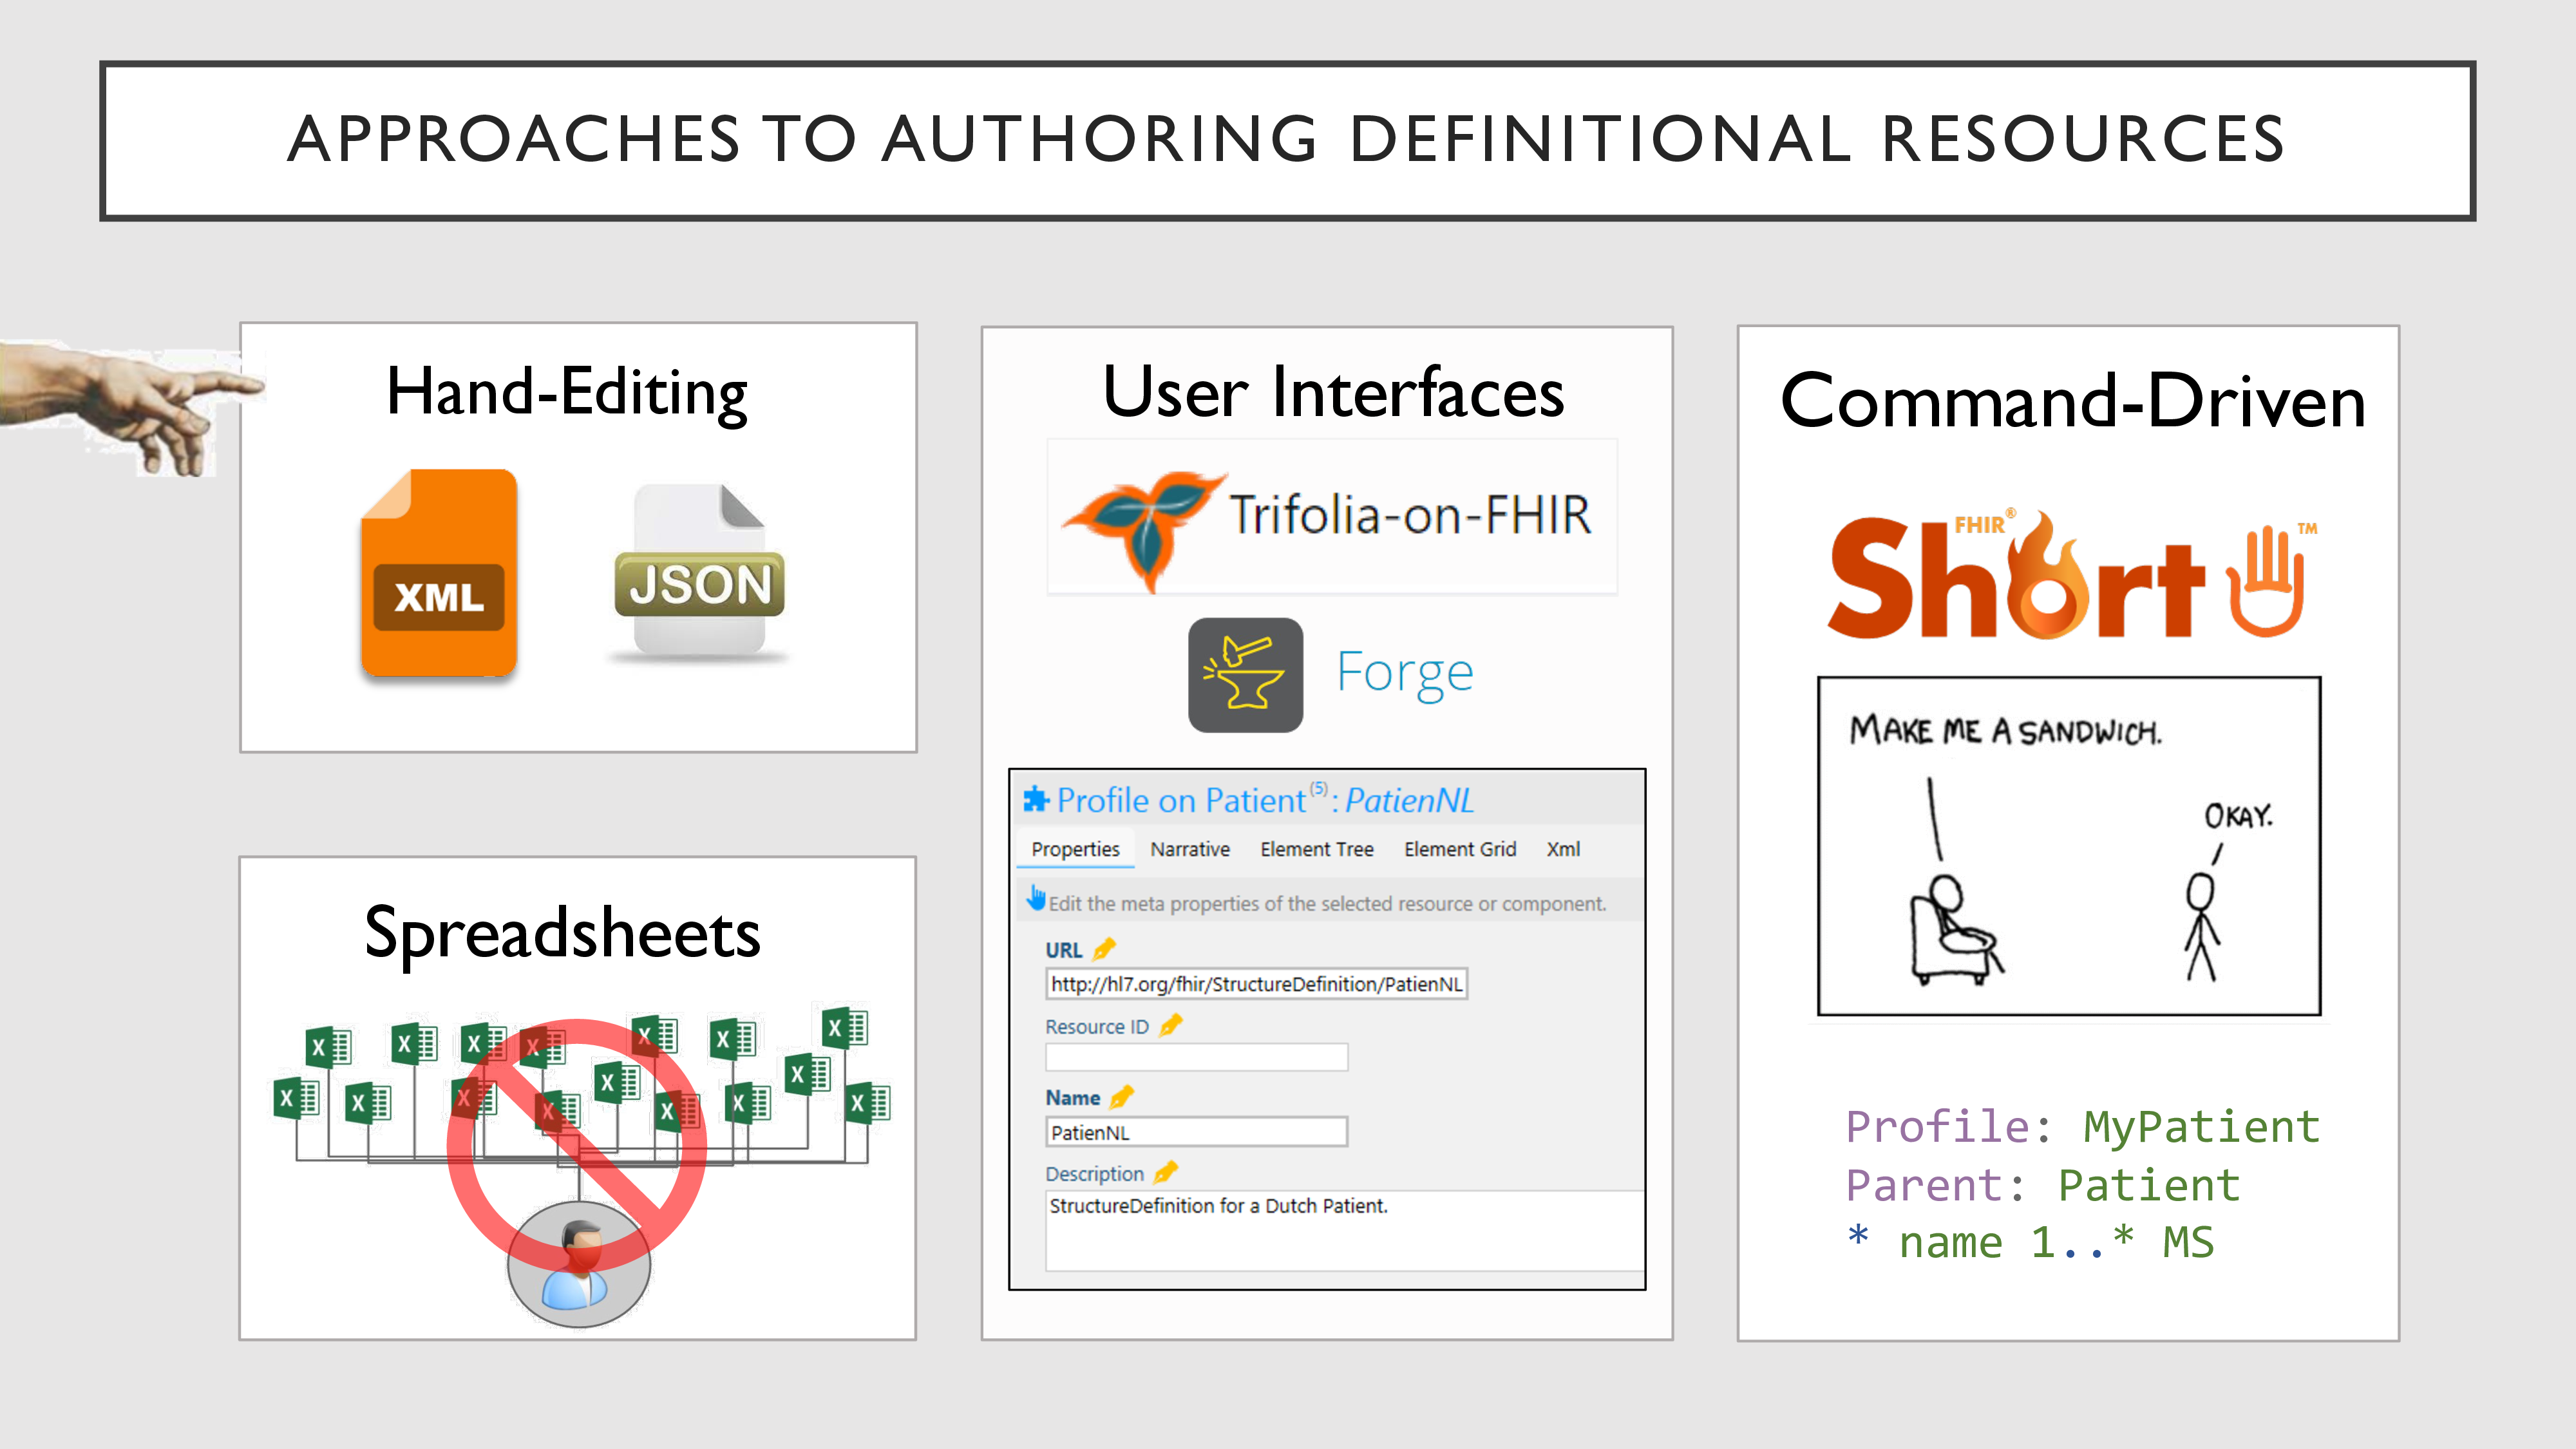 APPROACHES TO AUTHORING DEFINITIONAL RESOURCES
Hand-Editing
XML
JSON
Spreadsheets
X X X X X X X X X X X X X X X
User Interfaces
Trifolia-on-FHIR
Forge
Profile on Patient(5): PatienNL
Properties Narrative Element Tree Element Grid Xml
Edit the meta properties of the selected resource or component.
URL
http://hl7.org/fhir/StructureDefinition/PatienNL
Resource ID
Name
PatienNL
Description
StructureDefinition for a Dutch Patient.
Command-Driven
FHIR®
Short ™
MAKE ME A SANDWICH.
OKAY.
Profile: MyPatient
Parent: Patient
* name 1..* MS